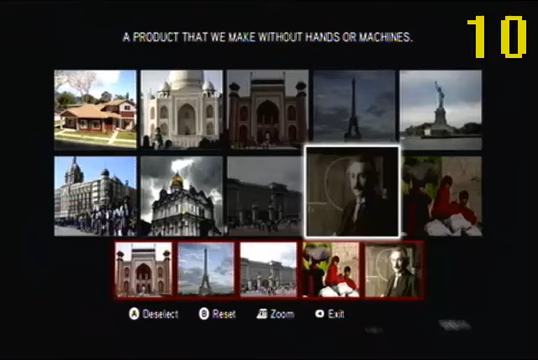 10
A PRODUCT THAT WE MAKE WITHOUT HANDS OR MACHINES.
A Deselect B Reset Zoom Exit